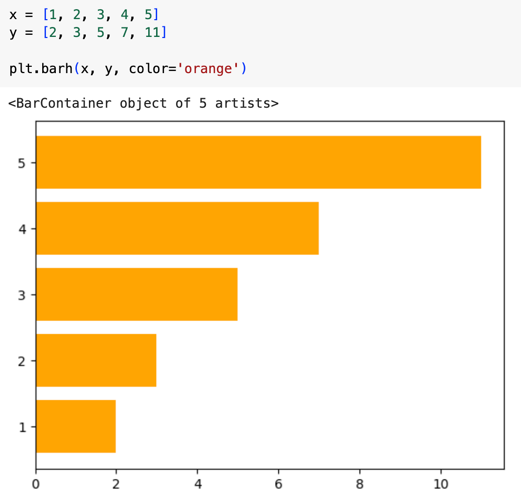 x = [1, 2, 3, 4, 5]
y = [2, 3, 5, 7, 11]
plt.barh(x, y, color='orange')
<BarContainer object of 5 artists>
5
4
3
2
1
0 2 4 6 8 10